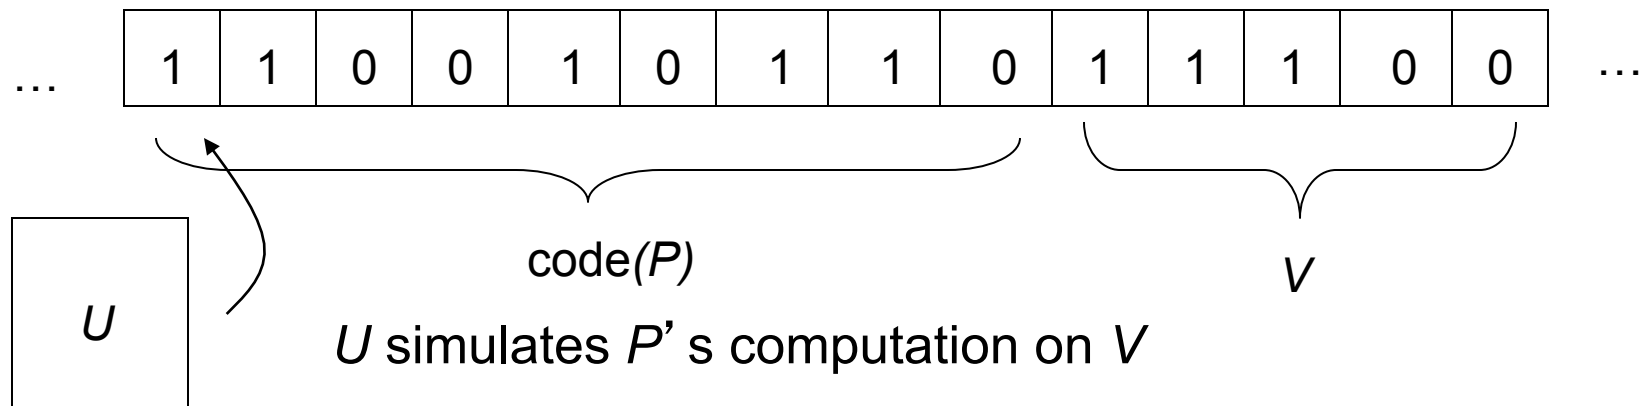 … 1 1 0 0 1 0 1 1 0 1 1 1 0 0 …
code(P) V
U
U simulates P’ s computation on V